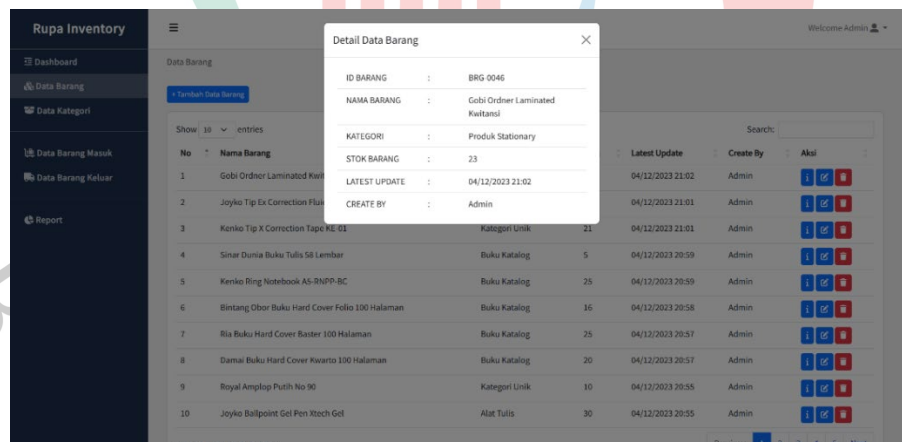 Rupa Inventory
Welcome Admin
Dashboard
Data Barang
Data Kategori
Data Barang Masuk
Data Barang Keluar
Report
Data Barang
+ Tambah Data Barang
Show 10 entries
Search:
Detail Data Barang
ID BARANG : BRG-0046
NAMA BARANG : Gobi Ordner Laminated
Kwitansi
KATEGORI : Produk Stationary
STOK BARANG : 23
LATEST UPDATE : 04/12/2023 21:02
CREATE BY : Admin
No Nama Barang Latest Update Create By Aksi
1 Gobi Ordner Laminated 04/12/2023 21:02 Admin
2 Joyko Tip Ex Correction 04/12/2023 21:01 Admin
3 Kenko Tip X Correction Tape KE-01 Kategori Unik 21 04/12/2023 21:01 Admin
4 Sinar Dunia Buku Tulis 58 Lembar Buku Katalog 5 04/12/2023 20:59 Admin
5 Kenko Ring Notebook A5-RNPP-BC Buku Katalog 25 04/12/2023 20:59 Admin
6 Bintang Obor Buku Hard Cover Folio 100 Halaman Buku Katalog 16 04/12/2023 20:58 Admin
7 Ria Buku Hard Cover Baster 100 Halaman Buku Katalog 25 04/12/2023 20:57 Admin
8 Damai Buku Hard Cover Kwarto 100 Halaman Buku Katalog 20 04/12/2023 20:57 Admin
9 Royal Amplop Putih No 90 Kategori Unik 10 04/12/2023 20:55 Admin
10 Joyko Ballpoint Gel Pen Xtech Gel Alat Tulis 30 04/12/2023 20:55 Admin